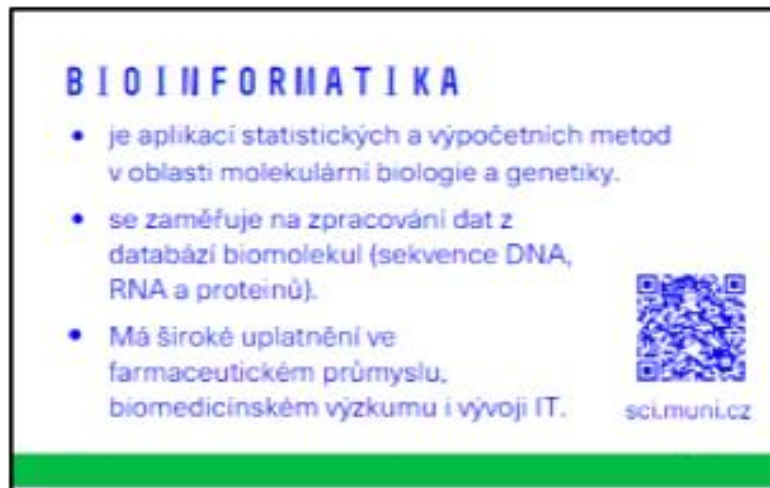 BIOINFORMATIKA
• je aplikací statistických a výpočetních metod
v oblasti molekulární biologie a genetiky.
• se zaměřuje na zpracování dat z
databází biomolekul (sekvence DNA,
RNA a proteinů).
• Má široké uplatnění ve
farmaceutickém průmyslu,
biomedicínském výzkumu i vývoji IT.
sci.muni.cz